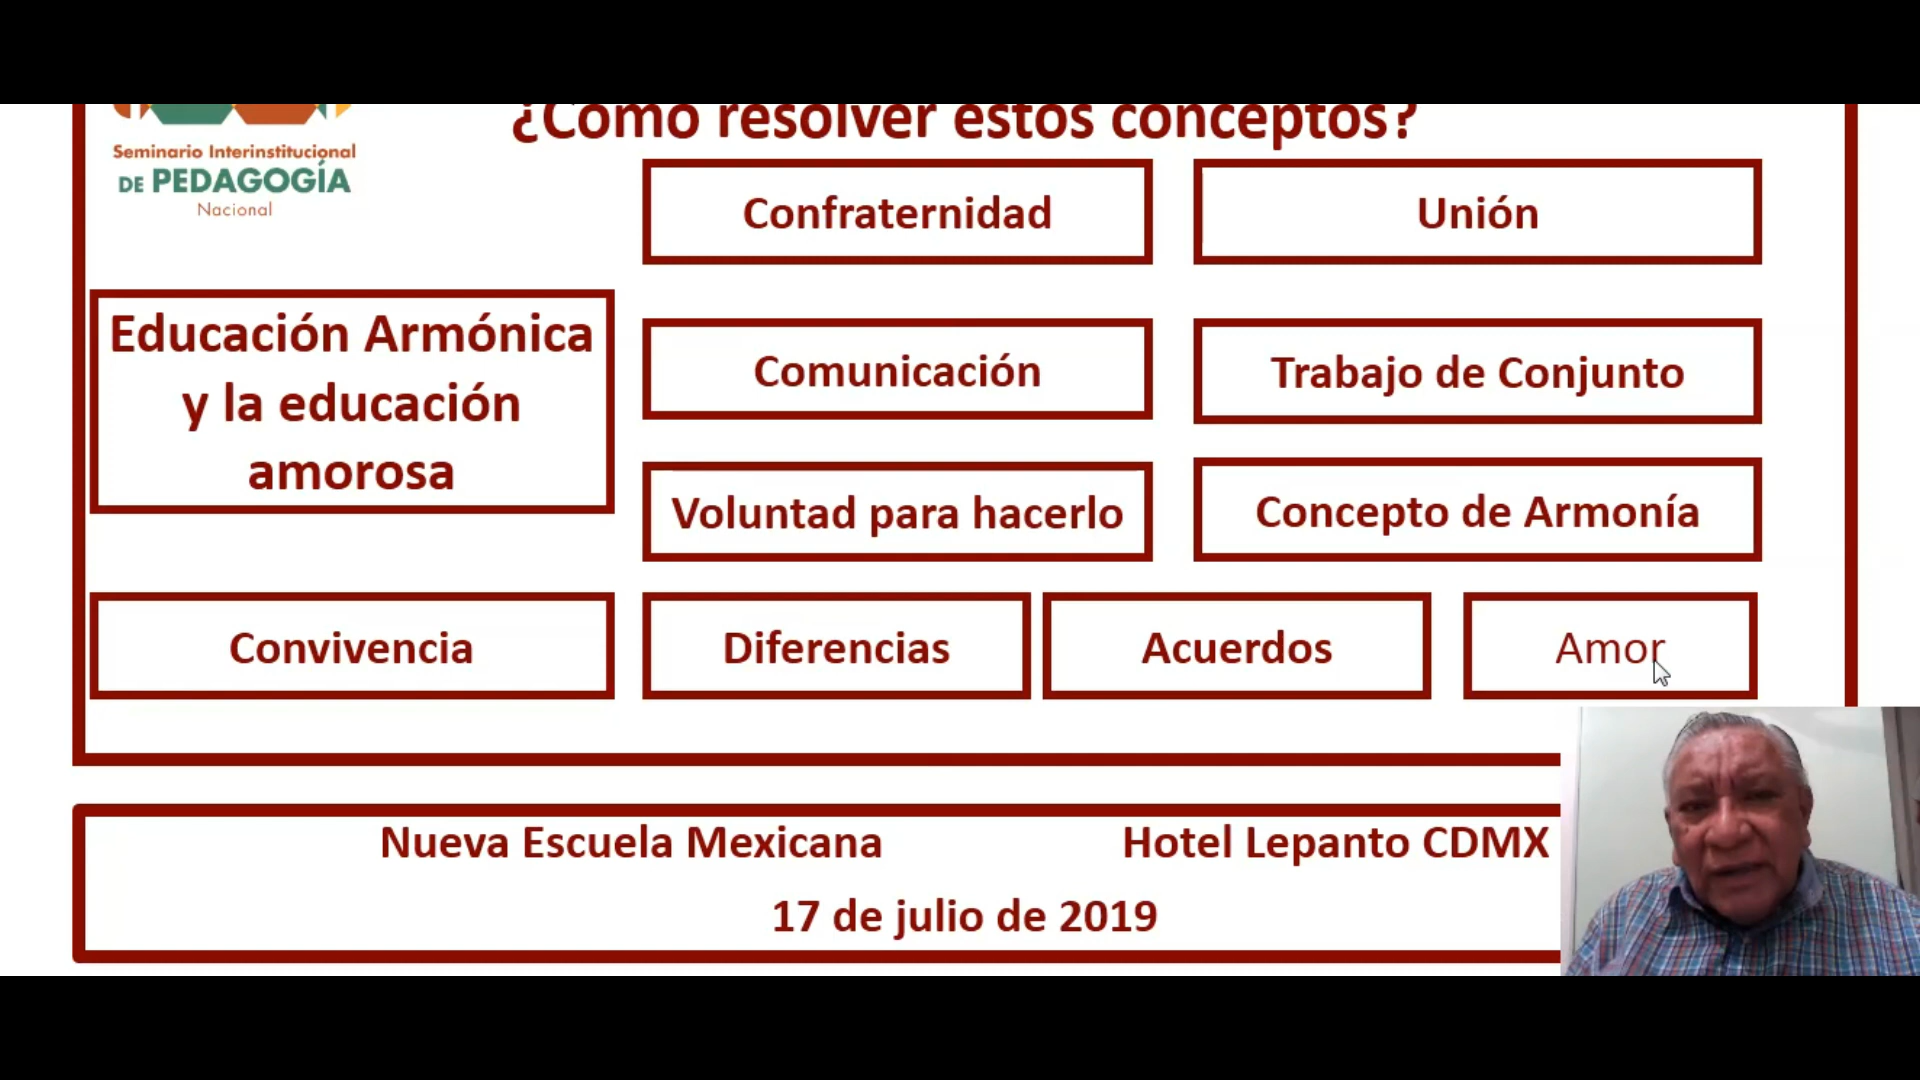 ¿Cómo resolver estos conceptos?
Seminario Interinstitucional
DE PEDAGOGÍA
Nacional
Confraternidad
Unión
Educación Armónica
y la educación
amorosa
Comunicación
Trabajo de Conjunto
Voluntad para hacerlo
Concepto de Armonía
Convivencia
Diferencias
Acuerdos
Amor
Nueva Escuela Mexicana
Hotel Lepanto CDMX
17 de julio de 2019